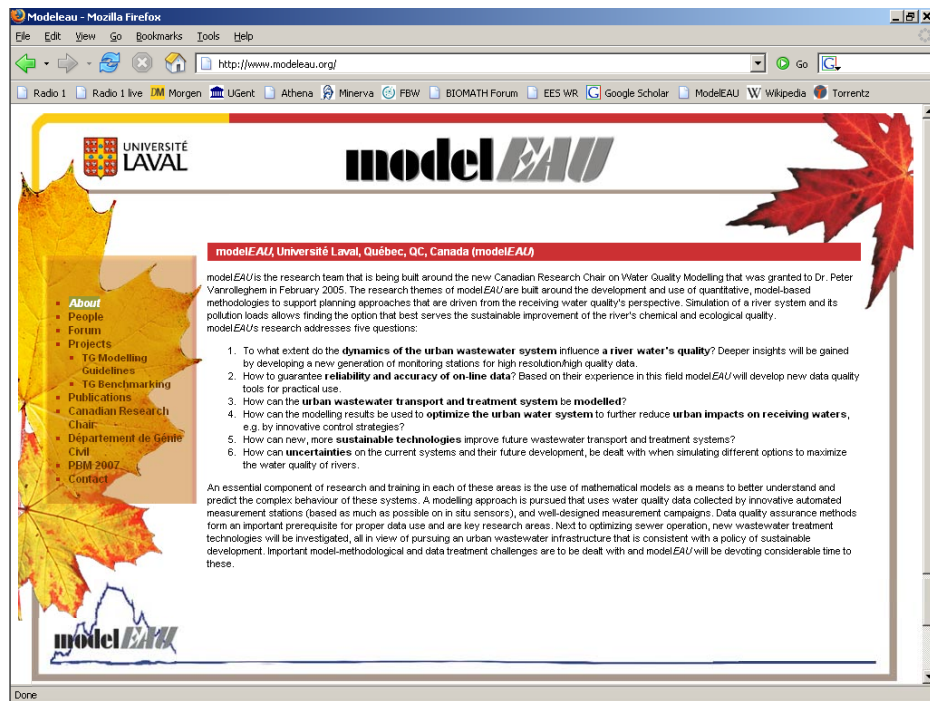 Modeleau - Mozilla Firefox
File Edit View Go Bookmarks Tools Help
http://www.modeleau.org/
Go
G
Radio 1 Radio 1 live DM Morgen UGent Athena Minerva FBW BIOMATH Forum EES WR G Google Scholar ModelEAU W Wikipedia Torrentz
UNIVERSITÉ
LAVAL
modelEAU
modelEAU, Université Laval, Québec, QC, Canada (modelEAU)
About
People
Forum
Projects
TG Modelling
Guidelines
TG Benchmarking
Publications
Canadian Research
Chair
Département de Génie
Civil
PBM 2007
Contact
modelEAU is the research team that is being built around the new Canadian Research Chair on Water Quality Modelling that was granted to Dr. Peter
Vanrolleghem in February 2005. The research themes of modelEAU are built around the development and use of quantitative, model-based
methodologies to support planning approaches that are driven from the receiving water quality's perspective. Simulation of a river system and its
pollution loads allows finding the option that best serves the sustainable improvement of the river's chemical and ecological quality.
modelEAU's research addresses five questions:
1. To what extent do the dynamics of the urban wastewater system influence a river water's quality? Deeper insights will be gained
by developing a new generation of monitoring stations for high resolution/high quality data.
2. How to guarantee reliability and accuracy of on-line data? Based on their experience in this field modelEAU will develop new data quality
tools for practical use.
3. How can the urban wastewater transport and treatment system be modelled?
4. How can the modelling results be used to optimize the urban water system to further reduce urban impacts on receiving waters,
e.g. by innovative control strategies?
5. How can new, more sustainable technologies improve future wastewater transport and treatment systems?
6. How can uncertainties on the current systems and their future development, be dealt with when simulating different options to maximize
the water quality of rivers.
An essential component of research and training in each of these areas is the use of mathematical models as a means to better understand and
predict the complex behaviour of these systems. A modelling approach is pursued that uses water quality data collected by innovative automated
measurement stations (based as much as possible on in situ sensors), and well-designed measurement campaigns. Data quality assurance methods
form an important prerequisite for proper data use and are key research areas. Next to optimizing sewer operation, new wastewater treatment
technologies will be investigated, all in view of pursuing an urban wastewater infrastructure that is consistent with a policy of sustainable
development. Important model-methodological and data treatment challenges are to be dealt with and modelEAU will be devoting considerable time to
these.
modelEAU
Done